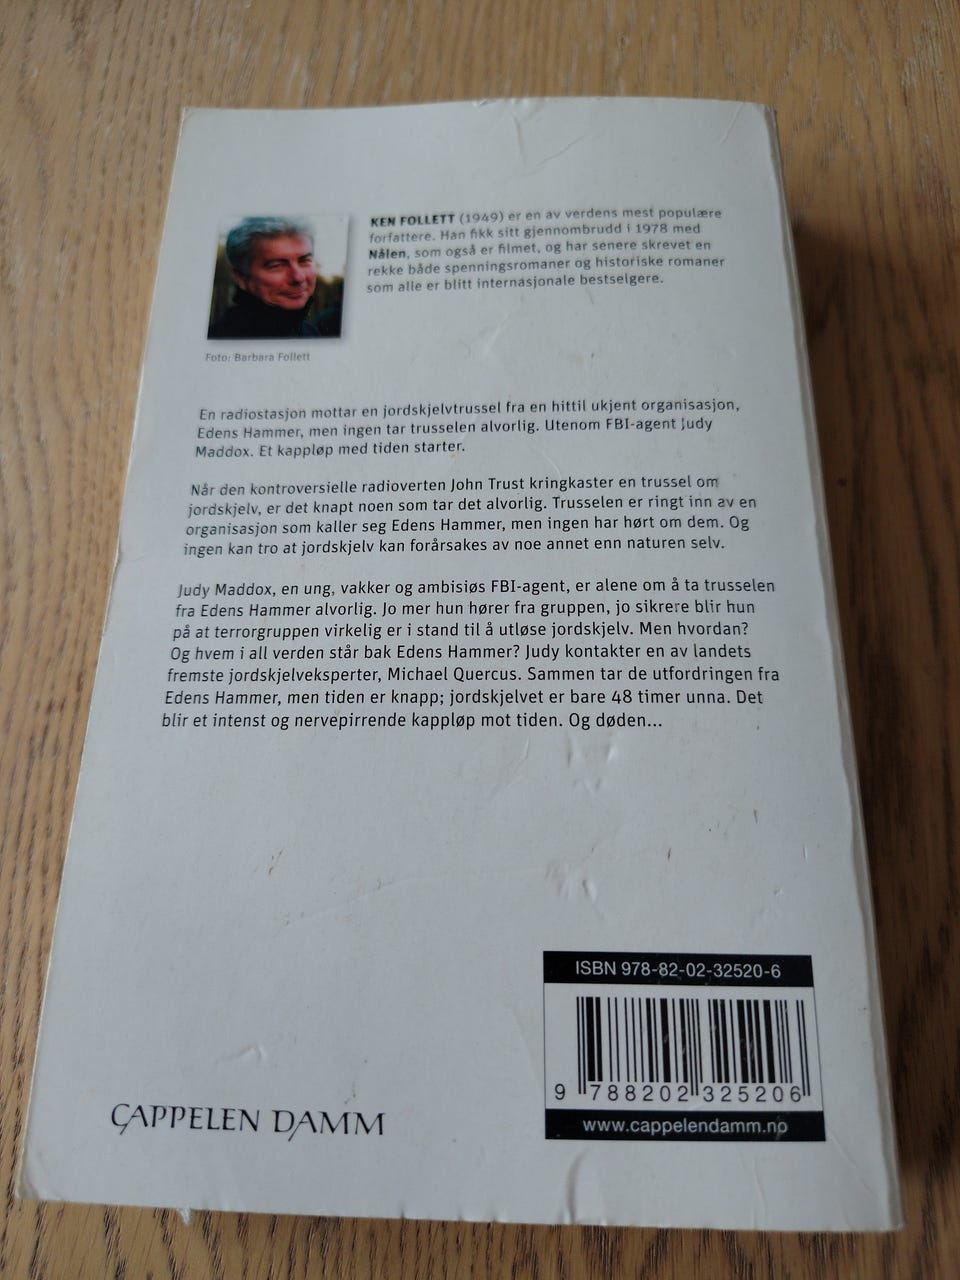 KEN FOLLETT (1949) er en av verdens mest populære
forfattere. Han fikk sitt gjennombrudd i 1978 med
Nålen, som også er filmet, og har senere skrevet en
rekke både spenningsromaner og historiske romaner
som alle er blitt internasjonale bestselgere.
Foto: Barbara Follett
En radiostasjon mottar en jordskjelvtrussel fra en hittil ukjent organisasjon,
Edens Hammer, men ingen tar trusselen alvorlig. Utenom FBI-agent Judy
Maddox. Et kappløp med tiden starter.
Når den kontroversielle radioverten John Trust kringkaster en trussel om
jordskjelv, er det knapt noen som tar det alvorlig. Trusselen er ringt inn av en
organisasjon som kaller seg Edens Hammer, men ingen har hørt om dem. Og
ingen kan tro at jordskjelv kan forårsakes av noe annet enn naturen selv.
Judy Maddox, en ung, vakker og ambisiøs FBI-agent, er alene om å ta trusselen
fra Edens Hammer alvorlig. Jo mer hun hører fra gruppen, jo sikrere blir hun
på at terrorgruppen virkelig er i stand til å utløse jordskjelv. Men hvordan?
Og hvem i all verden står bak Edens Hammer? Judy kontakter en av landets
fremste jordskjelveksperter, Michael Quercus. Sammen tar de utfordringen fra
Edens Hammer, men tiden er knapp; jordskjelvet er bare 48 timer unna. Det
blir et intenst og nervepirrende kappløp mot tiden. Og døden...
ISBN 978-82-02-32520-6
9 788202 325206
www.cappelendamm.no
CAPPELEN DAMM